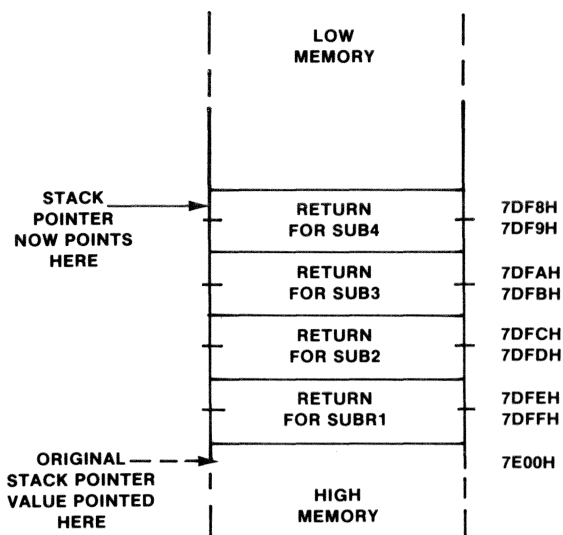 LOW
MEMORY
STACK
POINTER
NOW POINTS
HERE
RETURN
FOR SUB4
7DF8H
7DF9H
RETURN
FOR SUB3
7DFAH
7DFBH
RETURN
FOR SUB2
7DFCH
7DFDH
RETURN
FOR SUBR1
7DFEH
7DFFH
ORIGINAL
STACK POINTER
VALUE POINTED
HERE
7E00H
HIGH
MEMORY